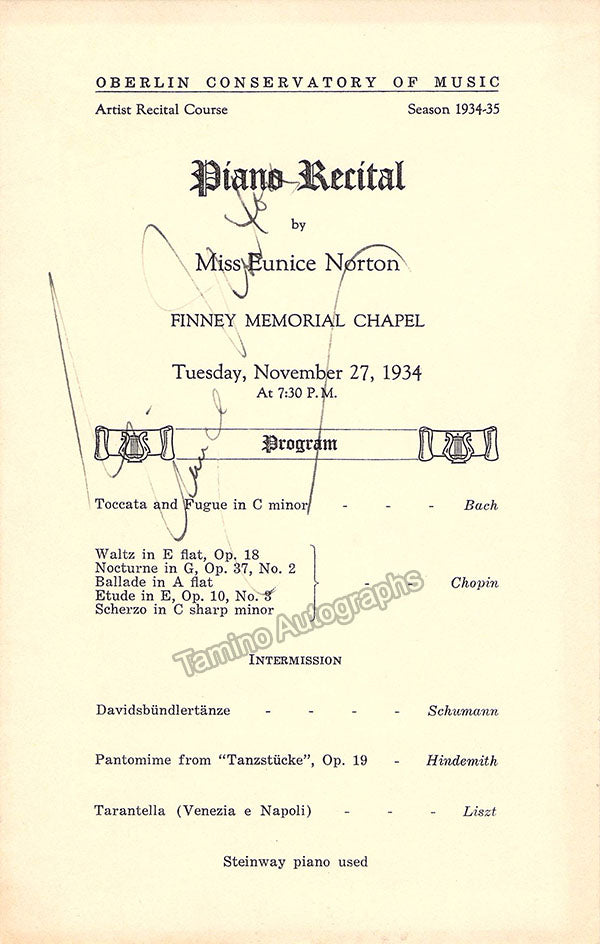 OBERLIN CONSERVATORY OF MUSIC
Artist Recital Course Season 1934-35
Piano Recital
by
Miss Eunice Norton
FINNEY MEMORIAL CHAPEL
Tuesday, November 27, 1934
At 7:30 P.M.
Program
Toccata and Fugue in C minor - - - Bach
Waltz in E flat, Op. 18
Nocturne in G, Op. 37, No. 2
Ballade in A flat
Etude in E, Op. 10, No. 3
Scherzo in C sharp minor
- - Chopin
Tamino Autographs
INTERMISSION
Davidsbündlertänze - - - - Schumann
Pantomime from “Tanzstücke”, Op. 19 - Hindemith
Tarantella (Venezia e Napoli) - - - Liszt
Steinway piano used